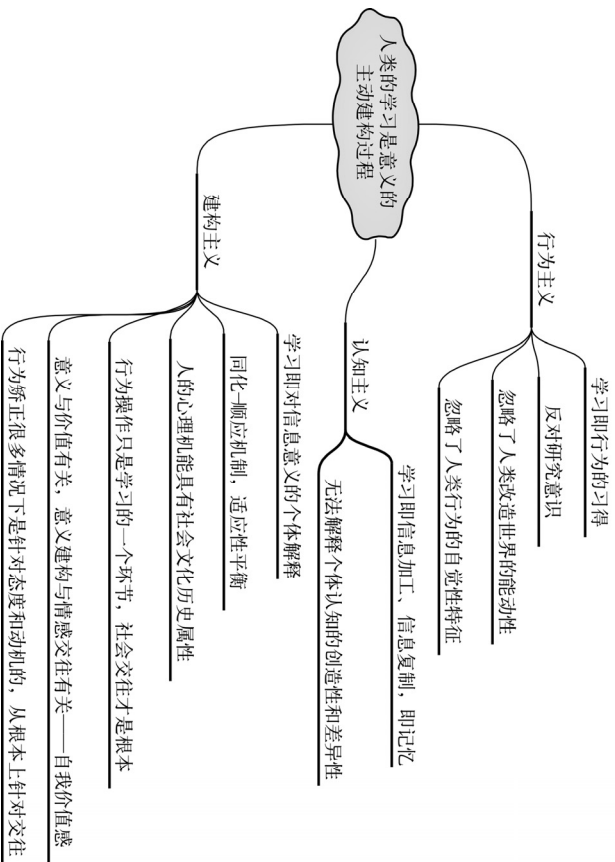 人类的学习是意义的
主动建构过程
行为主义
学习即行为的习得
反对研究意识
忽略了人类改造世界的能动性
忽略了人类行为的自觉性特征
认知主义
学习即信息加工、信息复制，即记忆
无法解释个体认知的创造性和差异性
建构主义
学习即对信息意义的个体解释
同化-顺应机制，适应性平衡
人的心理机能具有社会文化历史属性
行为操作只是学习的一个环节，社会交往才是根本
意义与价值有关，意义建构与情感交往有关——自我价值感
行为矫正很多情况下是针对态度和动机的，从根本上针对交往